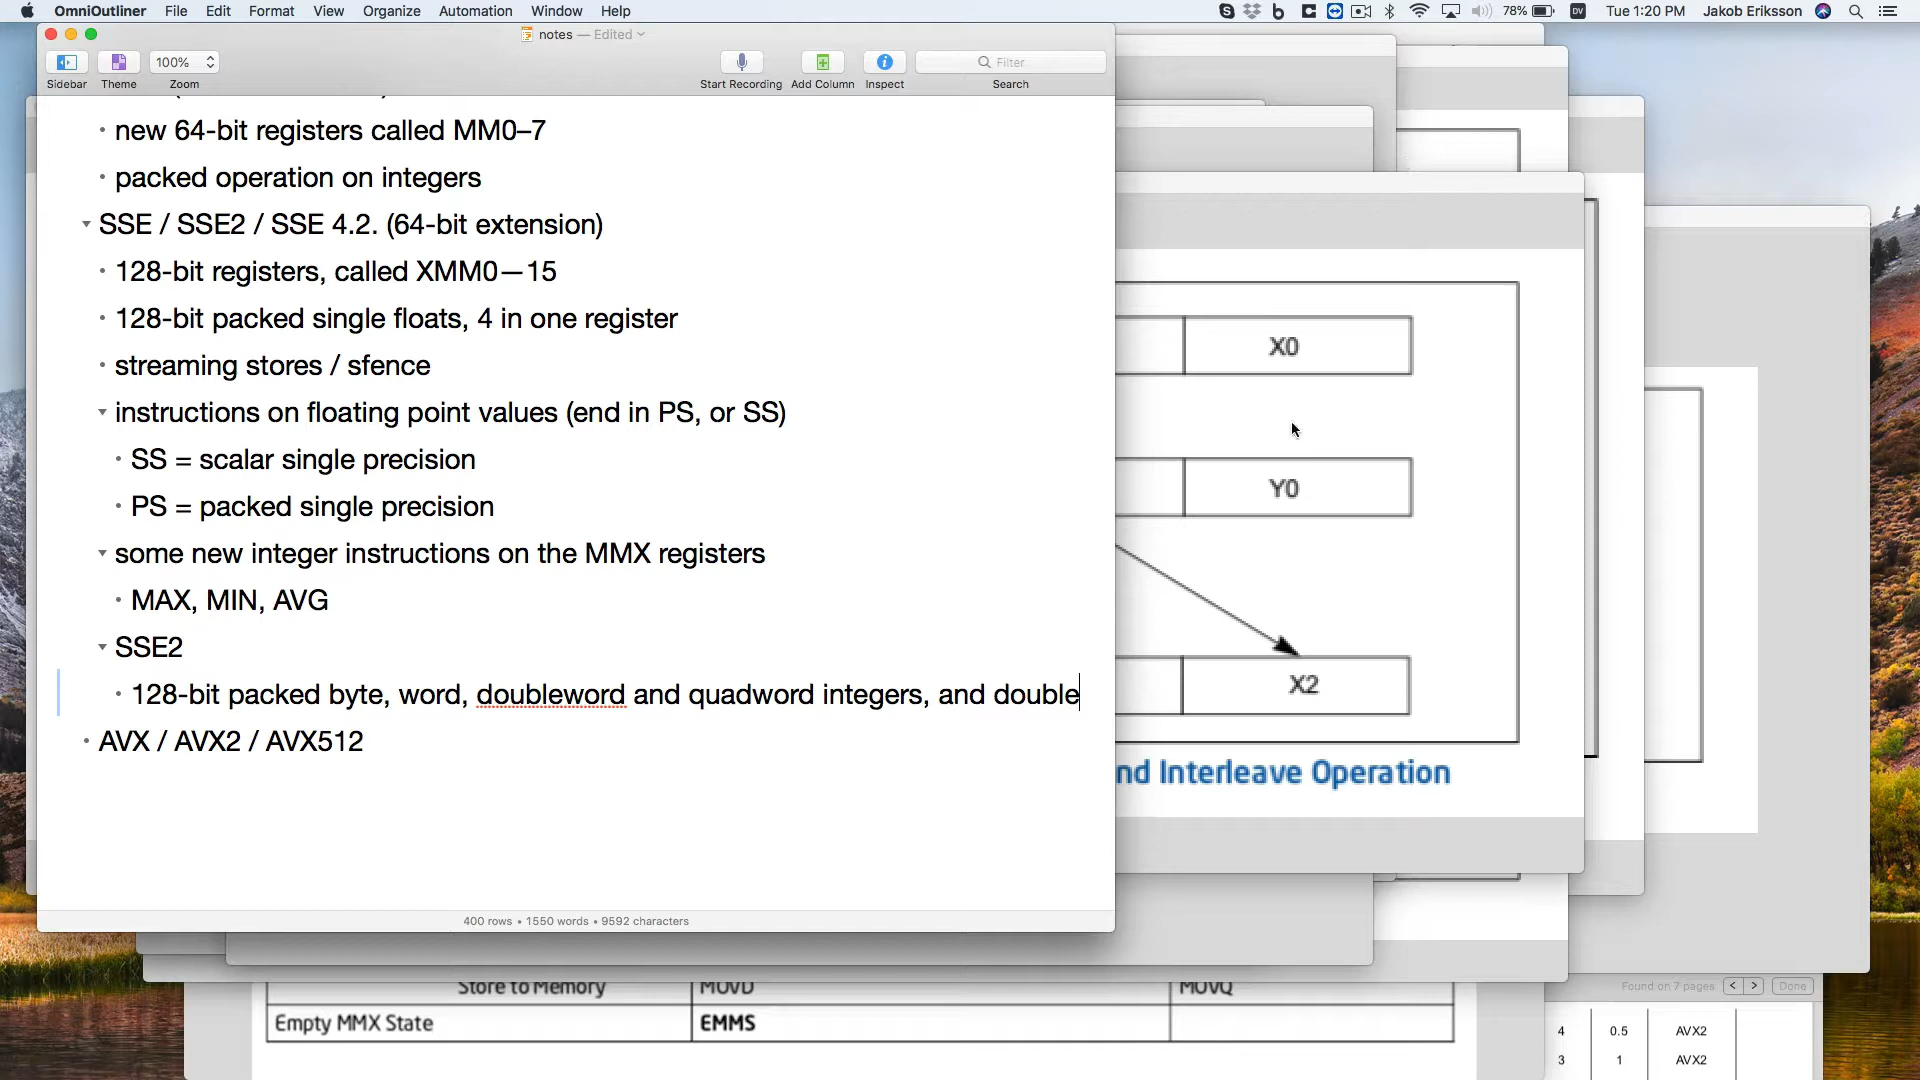 OmniOutliner File Edit Format View Organize Automation Window Help
78% DV Tue 1:20 PM Jakob Eriksson
notes — Edited
100%
Filter
Sidebar Theme Zoom Start Recording Add Column Inspect Search
• new 64-bit registers called MM0–7
• packed operation on integers
SSE / SSE2 / SSE 4.2. (64-bit extension)
• 128-bit registers, called XMM0—15
• 128-bit packed single floats, 4 in one register
• streaming stores / sfence
instructions on floating point values (end in PS, or SS)
• SS = scalar single precision
• PS = packed single precision
some new integer instructions on the MMX registers
• MAX, MIN, AVG
SSE2
• 128-bit packed byte, word, doubleword and quadword integers, and double
• AVX / AVX2 / AVX512
400 rows • 1550 words • 9592 characters
X0
Y0
X2
nd Interleave Operation
Store to Memory MOVD MOVQ
Empty MMX State EMMS
Found on 7 pages < > Done
4 0.5 AVX2
3 1 AVX2